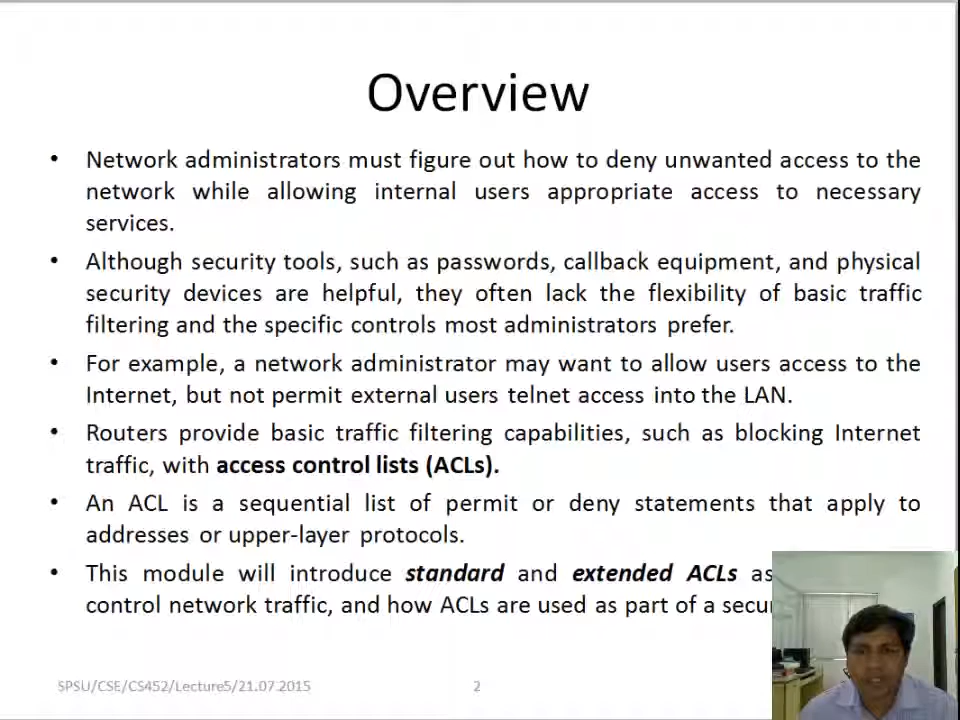 Overview
• Network administrators must figure out how to deny unwanted access to the
network while allowing internal users appropriate access to necessary
services.
• Although security tools, such as passwords, callback equipment, and physical
security devices are helpful, they often lack the flexibility of basic traffic
filtering and the specific controls most administrators prefer.
• For example, a network administrator may want to allow users access to the
Internet, but not permit external users telnet access into the LAN.
• Routers provide basic traffic filtering capabilities, such as blocking Internet
traffic, with access control lists (ACLs).
• An ACL is a sequential list of permit or deny statements that apply to
addresses or upper-layer protocols.
• This module will introduce standard and extended ACLs as
control network traffic, and how ACLs are used as part of a
SPSU/CSE/CS452/Lecture5/21.07.2015
2